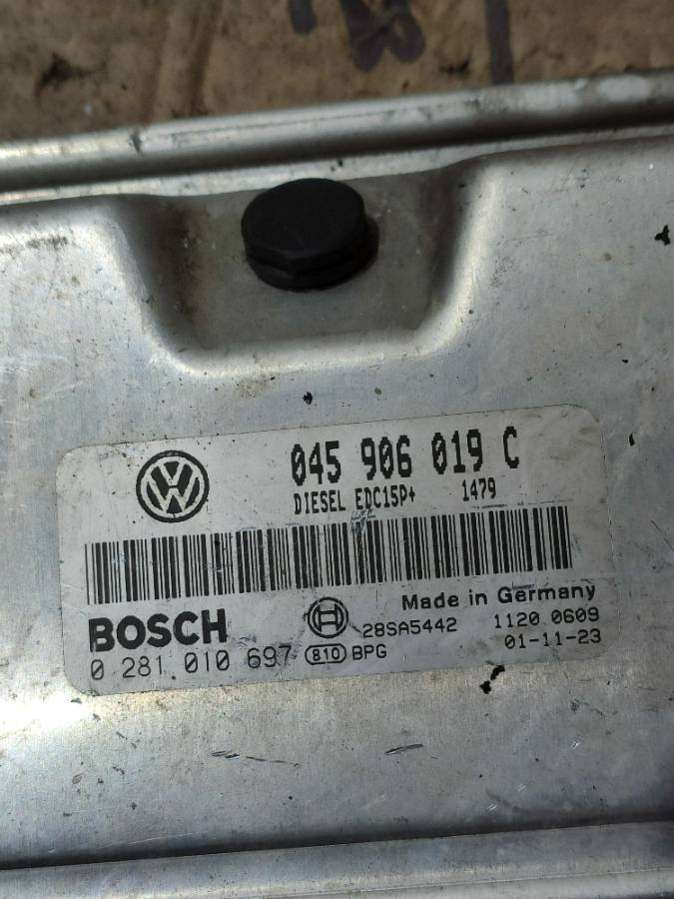 045 906 019 C
DIESEL EDC15P+ 1479
Made in Germany
BOSCH 28SA5442 1120 0609
0 281 010 697 810 BPG 01-11-23